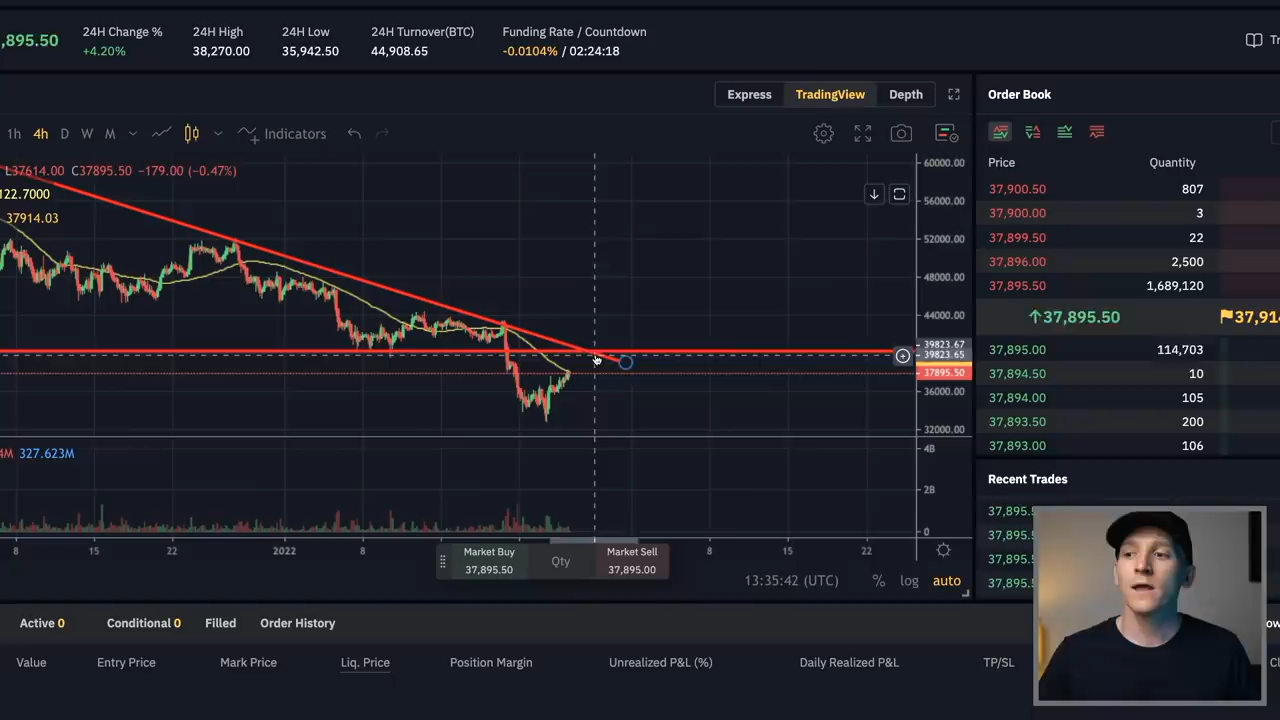 24H Change % 24H High 24H Low 24H Turnover(BTC) Funding Rate / Countdown
,895.50 +4.20% 38,270.00 35,942.50 44,908.65 -0.0104% / 02:24:18
Tr
Express TradingView Depth
Order Book
1h 4h D W M Indicators
L37614.00 C37895.50 −179.00 (−0.47%)
122.7000
37914.03
60000.00
56000.00
52000.00
48000.00
44000.00
39823.67
39823.65
37895.50
36000.00
32000.00
4M 327.623M
4B
2B
0
8 15 22 2022 8 8 15 22
Market Buy Qty Market Sell
37,895.50 37,895.00
13:35:42 (UTC) % log auto
Price Quantity
37,900.50 807
37,900.00 3
37,899.50 22
37,896.00 2,500
37,895.50 1,689,120
↑37,895.50 37,91
37,895.00 114,703
37,894.50 10
37,894.00 105
37,893.50 200
37,893.00 106
Recent Trades
37,895.5
37,895.5
37,895.5
37,895.5
Active 0 Conditional 0 Filled Order History
Value Entry Price Mark Price Liq. Price Position Margin Unrealized P&L (%) Daily Realized P&L TP/SL